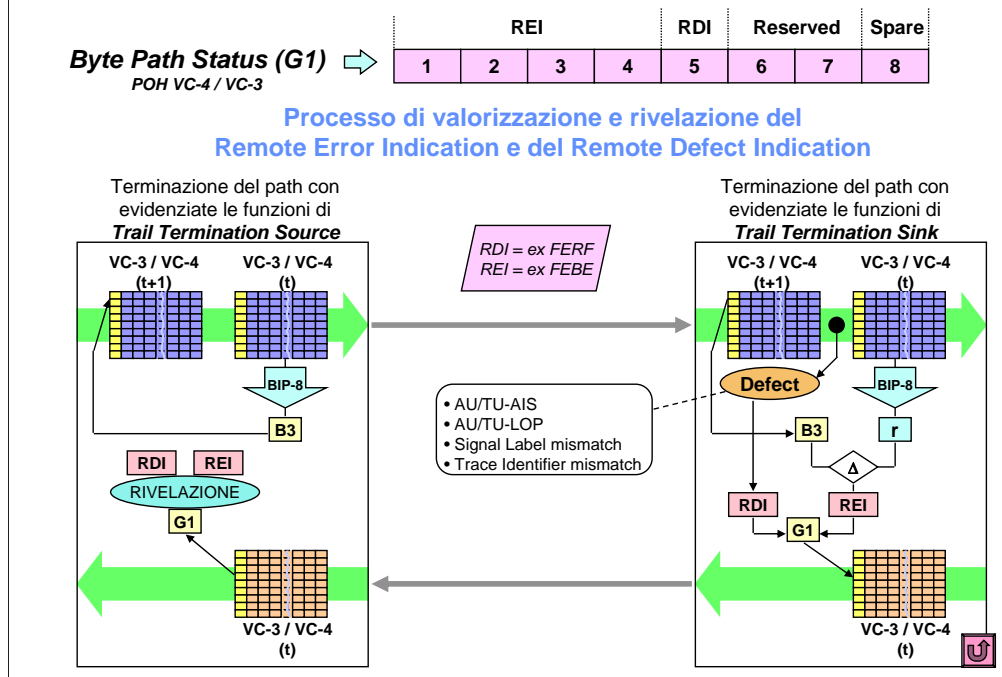 REI RDI Reserved Spare
Byte Path Status (G1)
POH VC-4 / VC-3
1 2 3 4 5 6 7 8
Processo di valorizzazione e rivelazione del
Remote Error Indication e del Remote Defect Indication
Terminazione del path con
evidenziate le funzioni di
Trail Termination Source
VC-3 / VC-4
(t+1)
VC-3 / VC-4
(t)
BIP-8
B3
RDI
REI
RIVELAZIONE
G1
VC-3 / VC-4
(t)
RDI = ex FERF
REI = ex FEBE
• AU/TU-AIS
• AU/TU-LOP
• Signal Label mismatch
• Trace Identifier mismatch
Terminazione del path con
evidenziate le funzioni di
Trail Termination Sink
VC-3 / VC-4
(t+1)
VC-3 / VC-4
(t)
Defect
BIP-8
B3
r
Δ
RDI
REI
G1
VC-3 / VC-4
(t)